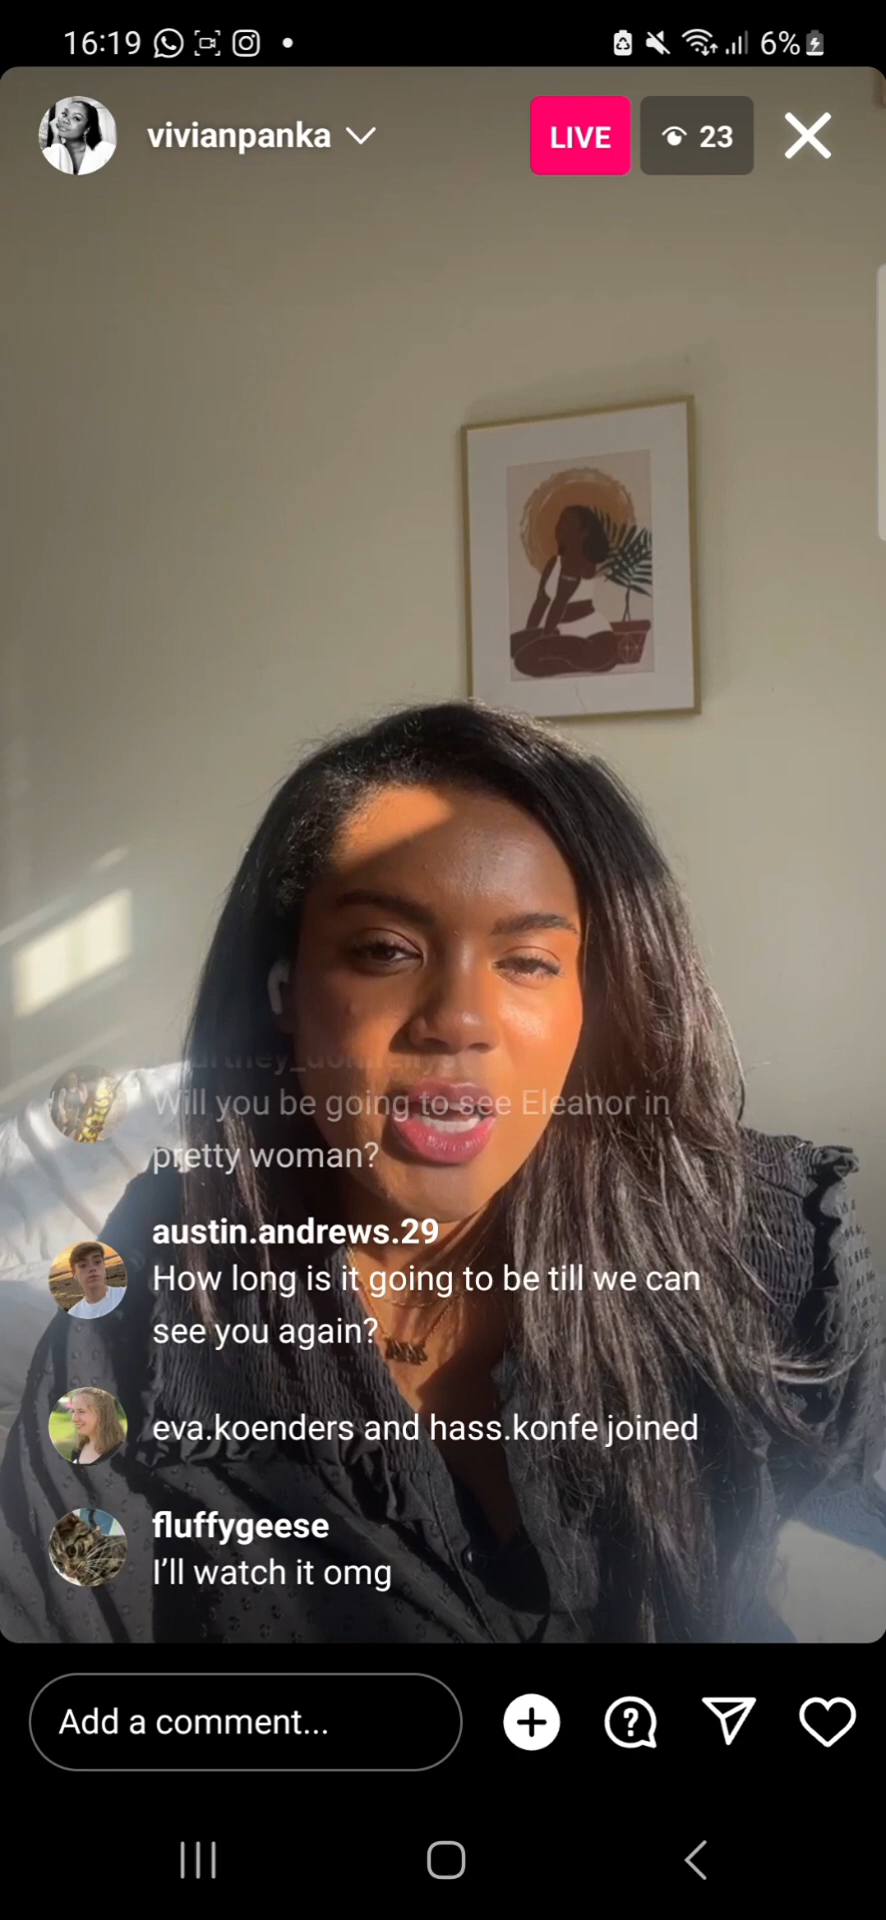 16:19 6%
vivianpanka LIVE 23
Will you be going to see Eleanor in
pretty woman?
austin.andrews.29
How long is it going to be till we can
see you again?
eva.koenders and hass.konfe joined
fluffygeese
I'll watch it omg
Add a comment...